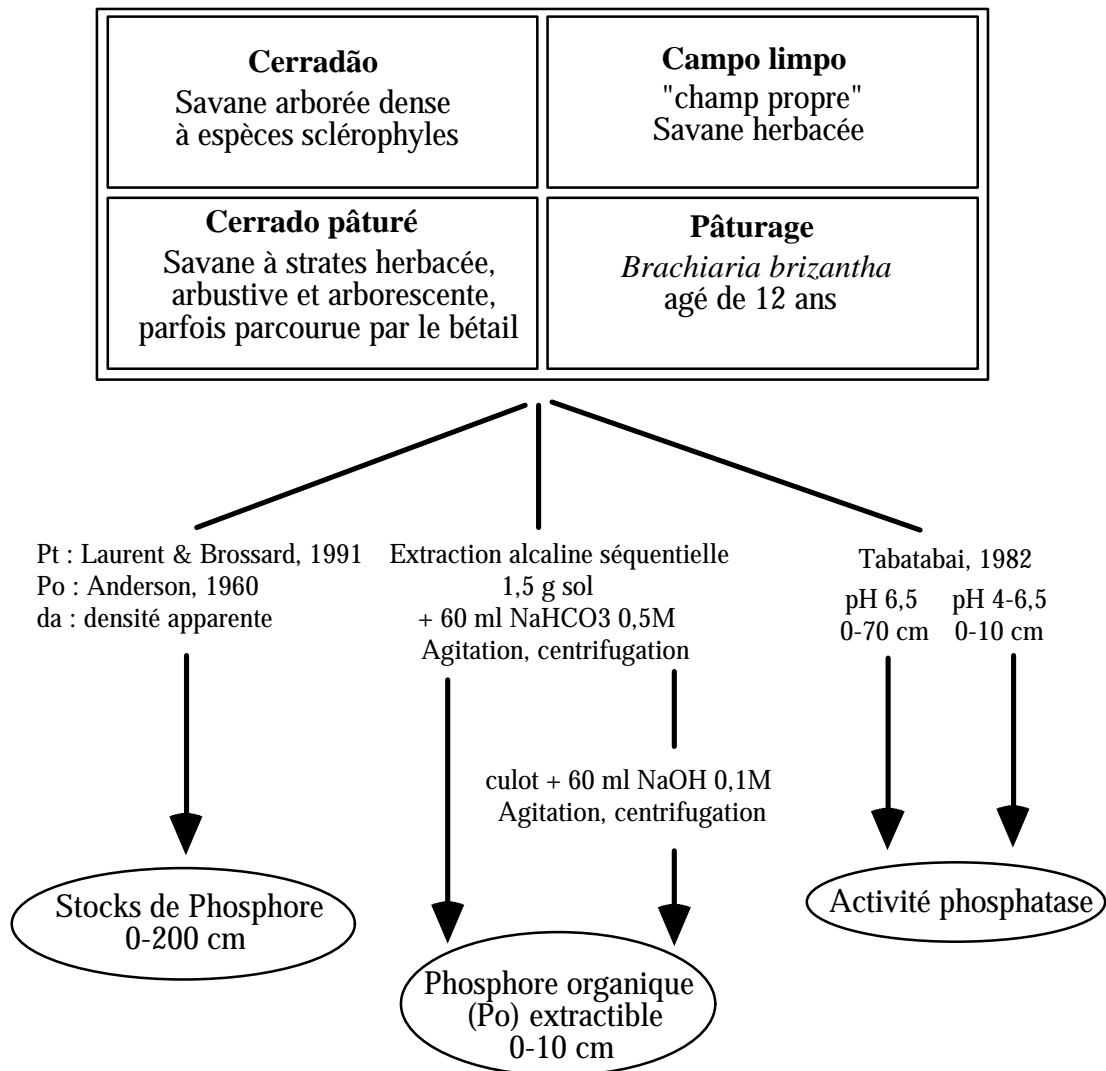 Cerradão
Savane arborée dense
à espèces sclérophyles
Campo limpo
"champ propre"
Savane herbacée
Cerrado pâturé
Savane à strates herbacée,
arbustive et arborescente,
parfois parcourue par le bétail
Pâturage
Brachiaria brizantha
agé de 12 ans
Pt : Laurent & Brossard, 1991
Po : Anderson, 1960
da : densité apparente
Extraction alcaline séquentielle
1,5 g sol
+ 60 ml NaHCO3 0,5M
Agitation, centrifugation
Tabatabai, 1982
pH 6,5
0-70 cm
pH 4-6,5
0-10 cm
culot + 60 ml NaOH 0,1M
Agitation, centrifugation
Stocks de Phosphore
0-200 cm
Phosphore organique
(Po) extractible
0-10 cm
Activité phosphatase